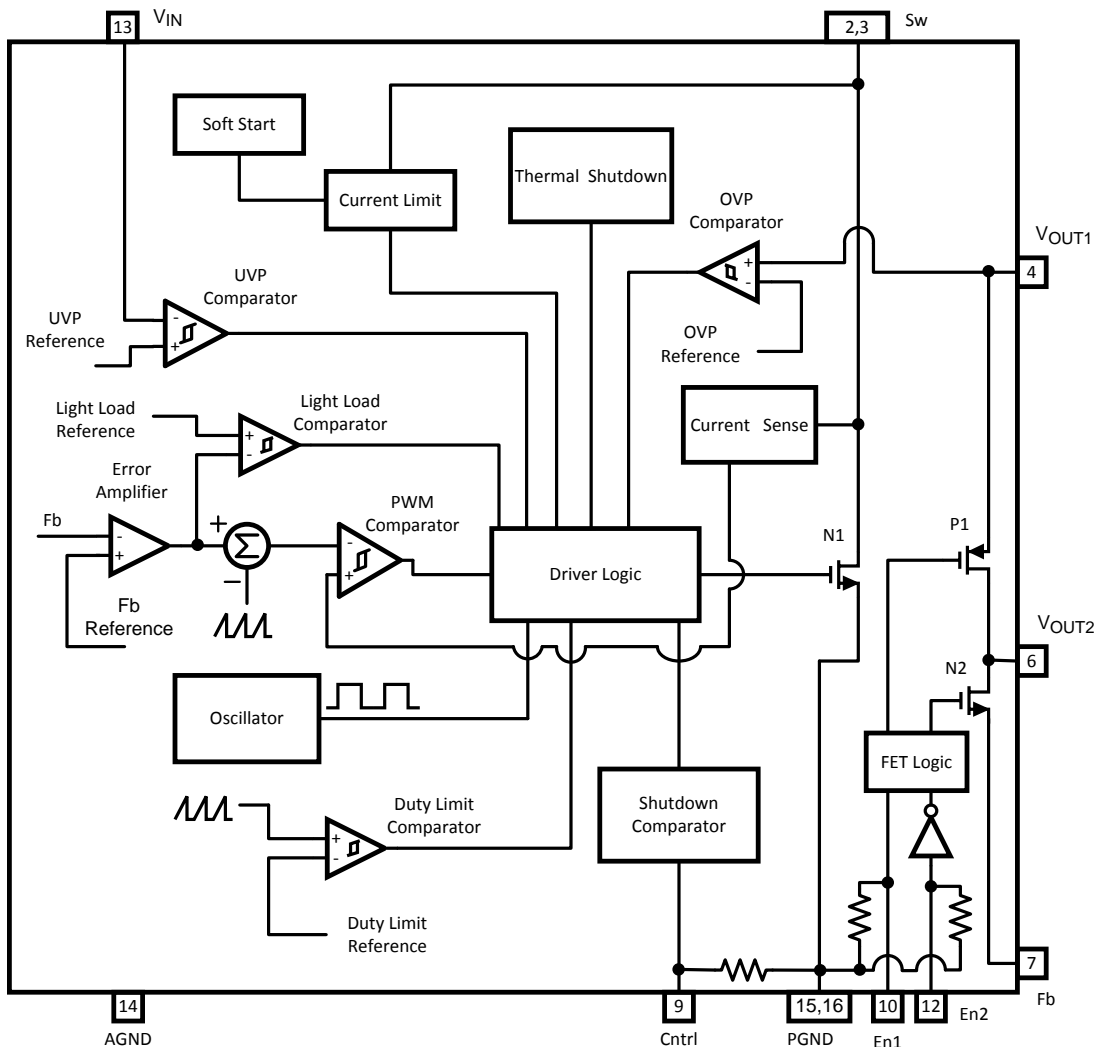 13
VIN
2,3
Sw
Soft Start
Thermal Shutdown
Current Limit
OVP
Comparator
VOUT1
4
+
-
UVP
Comparator
OVP
Reference
UVP
Reference
-
+
Light Load
Reference
Light Load
Comparator
+
-
Current Sense
Error
Amplifier
PWM
Comparator
Fb
-
+
+
Σ
−
-
+
Driver Logic
N1
P1
Fb
Reference
VOUT2
6
N2
Oscillator
FET Logic
Duty Limit
Comparator
Shutdown
Comparator
+
-
Duty Limit
Reference
7
Fb
14
AGND
9
Cntrl
15,16
PGND
10
En1
12
En2